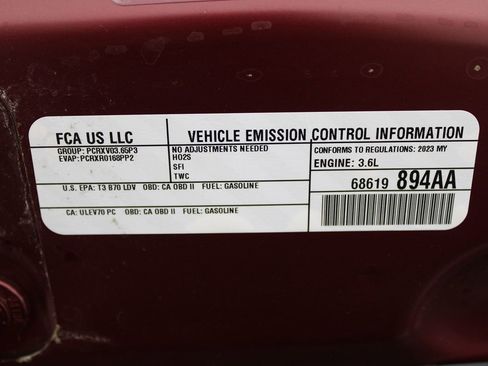 FCA US LLC
GROUP: PCRXV03.65P3
EVAP: PCRXR0168PP2
VEHICLE EMISSION CONTROL INFORMATION
NO ADJUSTMENTS NEEDED
HO2S
SFI
TWC
CONFORMS TO REGULATIONS: 2023 MY
ENGINE: 3.6L
68619 894AA
U.S. EPA: T3 B70 LDV OBD: CA OBD II FUEL: GASOLINE
CA: ULEV70 PC OBD: CA OBD II FUEL: GASOLINE